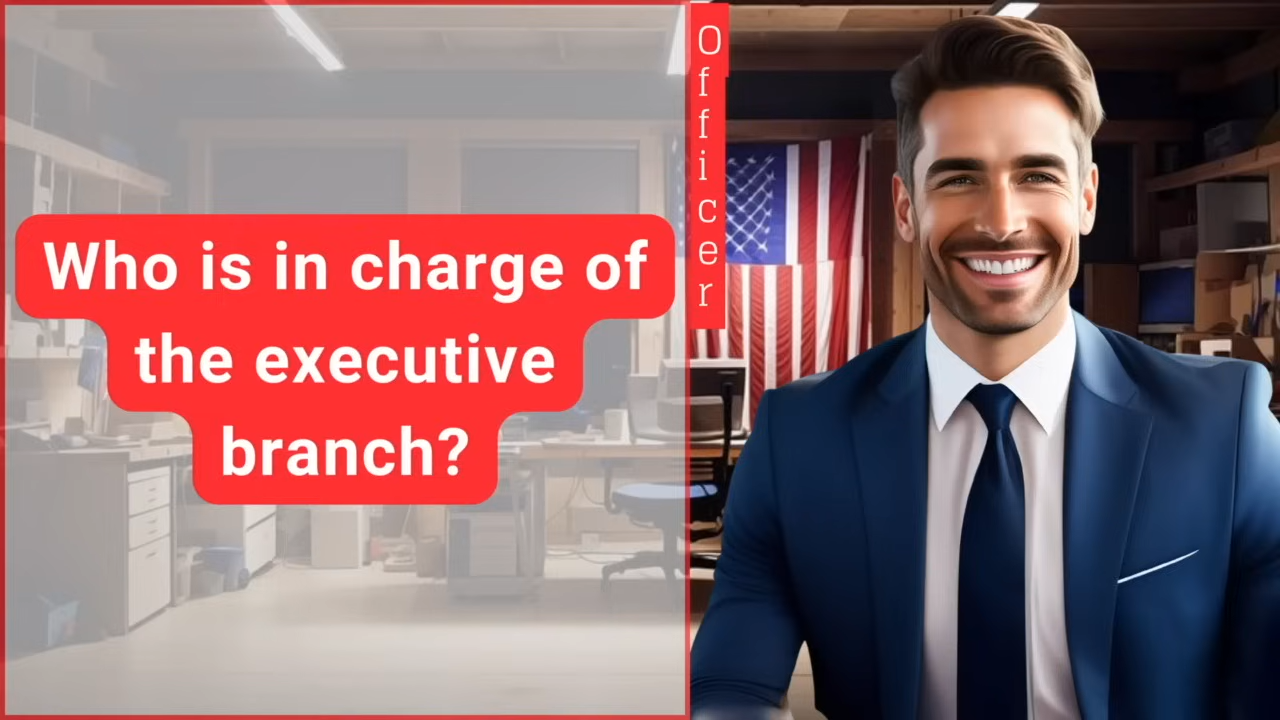 Who is in charge of
the executive
branch?
Officer